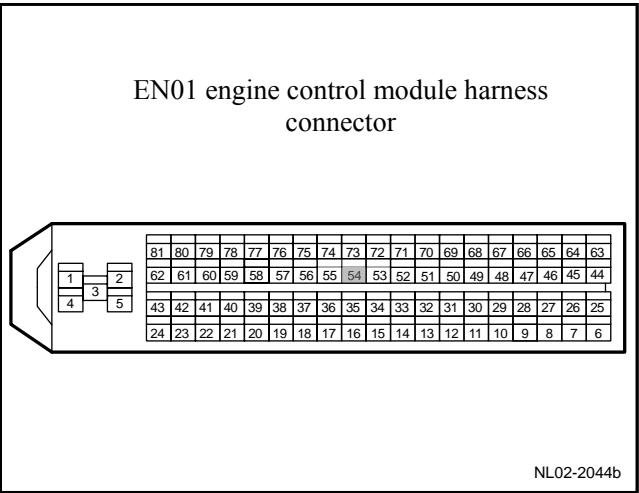 EN01 engine control module harness
connector
81 80 79 78 77 76 75 74 73 72 71 70 69 68 67 66 65 64 63
1 2 62 61 60 59 58 57 56 55 54 53 52 51 50 49 48 47 46 45 44
3
4 5 43 42 41 40 39 38 37 36 35 34 33 32 31 30 29 28 27 26 25
24 23 22 21 20 19 18 17 16 15 14 13 12 11 10 9 8 7 6
NL02-2044b